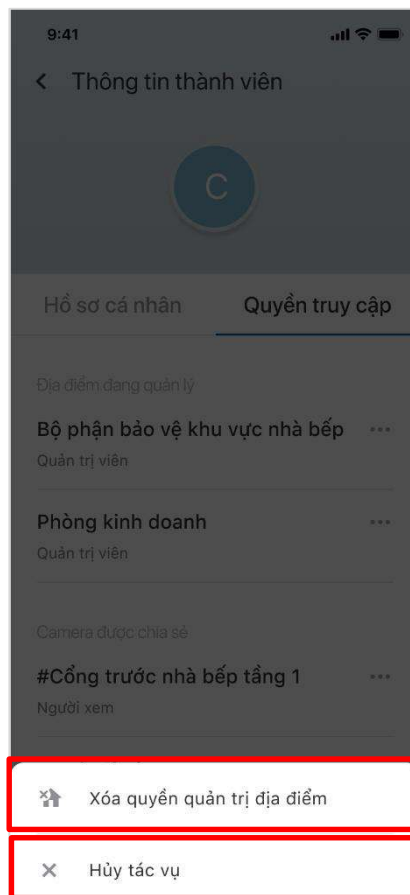 9:41
Thông tin thành viên
C
Hồ sơ cá nhân Quyền truy cập
Địa điểm đang quản lý
Bộ phận bảo vệ khu vực nhà bếp
Quản trị viên
Phòng kinh doanh
Quản trị viên
Camera được chia sẻ
#Cổng trước nhà bếp tầng 1
Người xem
Xóa quyền quản trị địa điểm
Hủy tác vụ